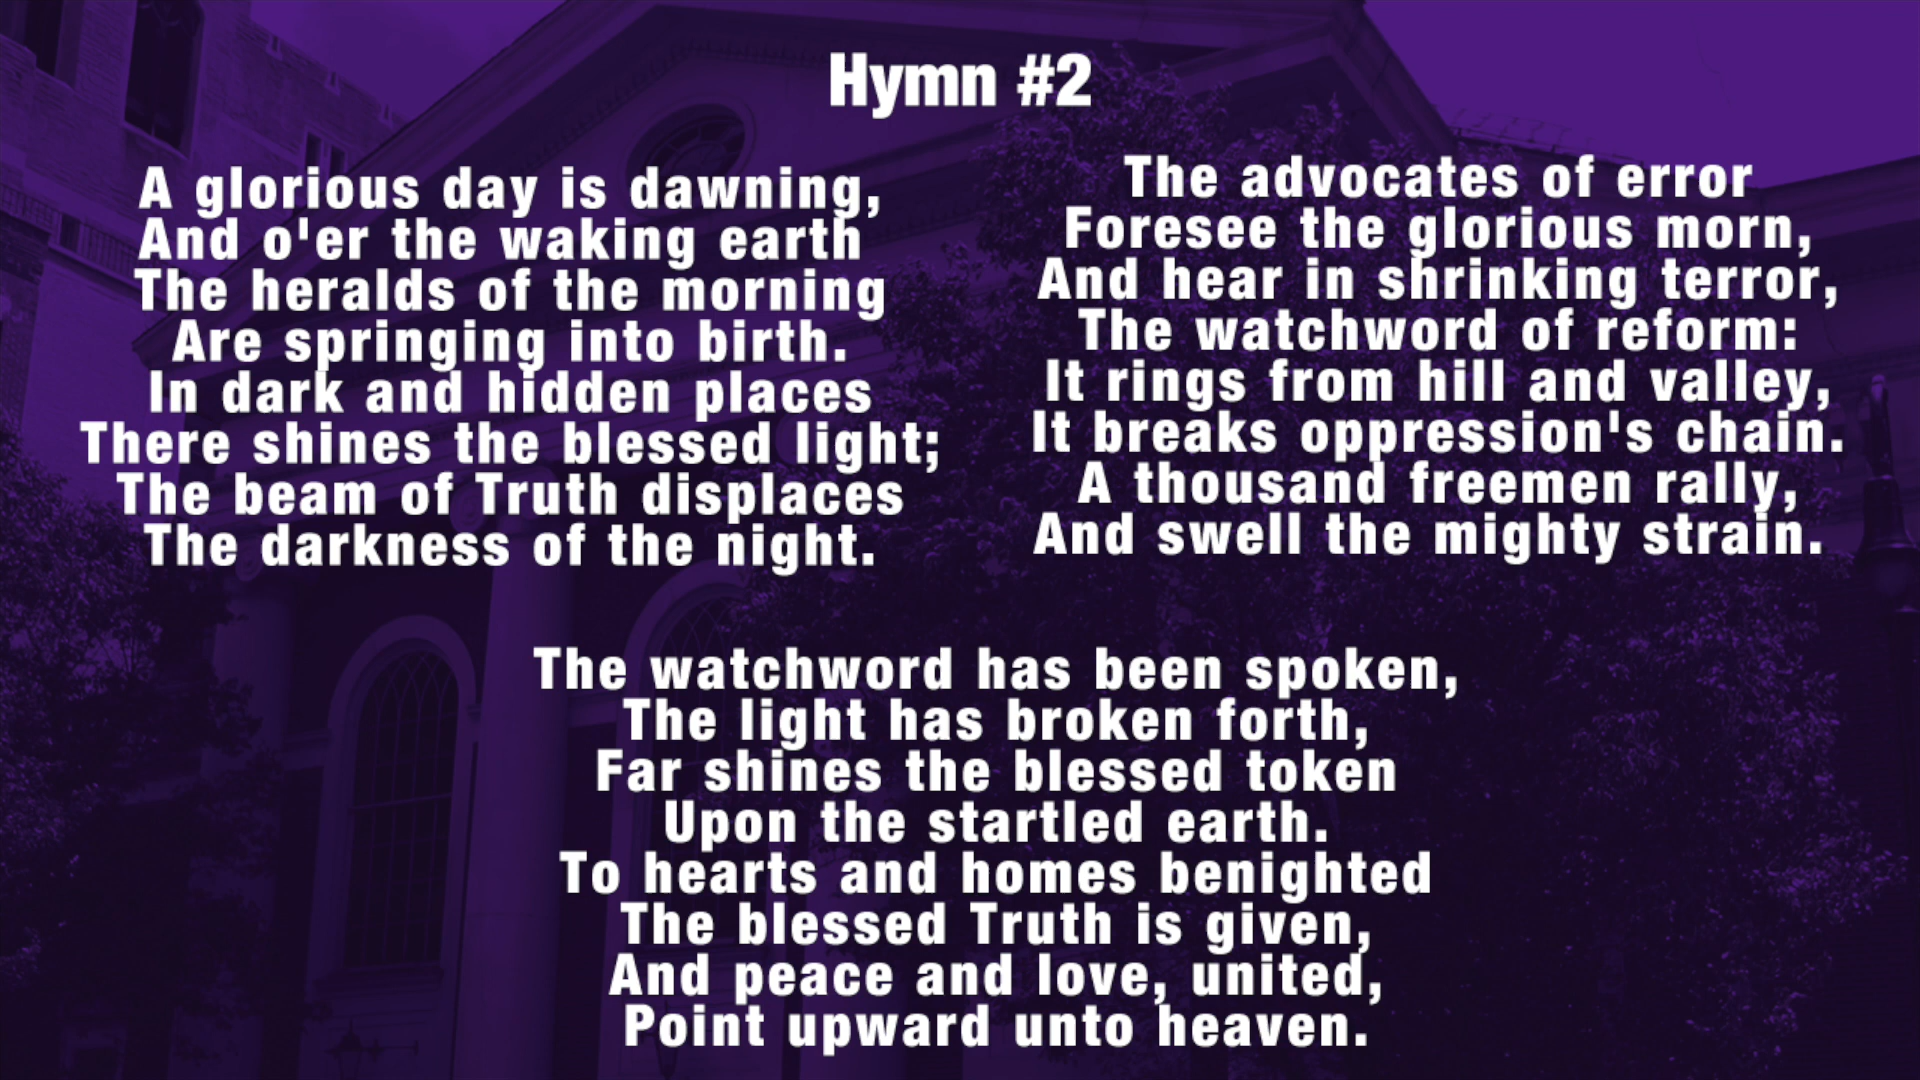 Hymn #2
A glorious day is dawning,
And o'er the waking earth
The heralds of the morning
Are springing into birth.
In dark and hidden places
There shines the blessed light;
The beam of Truth displaces
The darkness of the night.
The advocates of error
Foresee the glorious morn,
And hear in shrinking terror,
The watchword of reform:
It rings from hill and valley,
It breaks oppression's chain.
A thousand freemen rally,
And swell the mighty strain.
The watchword has been spoken,
The light has broken forth,
Far shines the blessed token
Upon the startled earth.
To hearts and homes benighted
The blessed Truth is given,
And peace and love, united,
Point upward unto heaven.